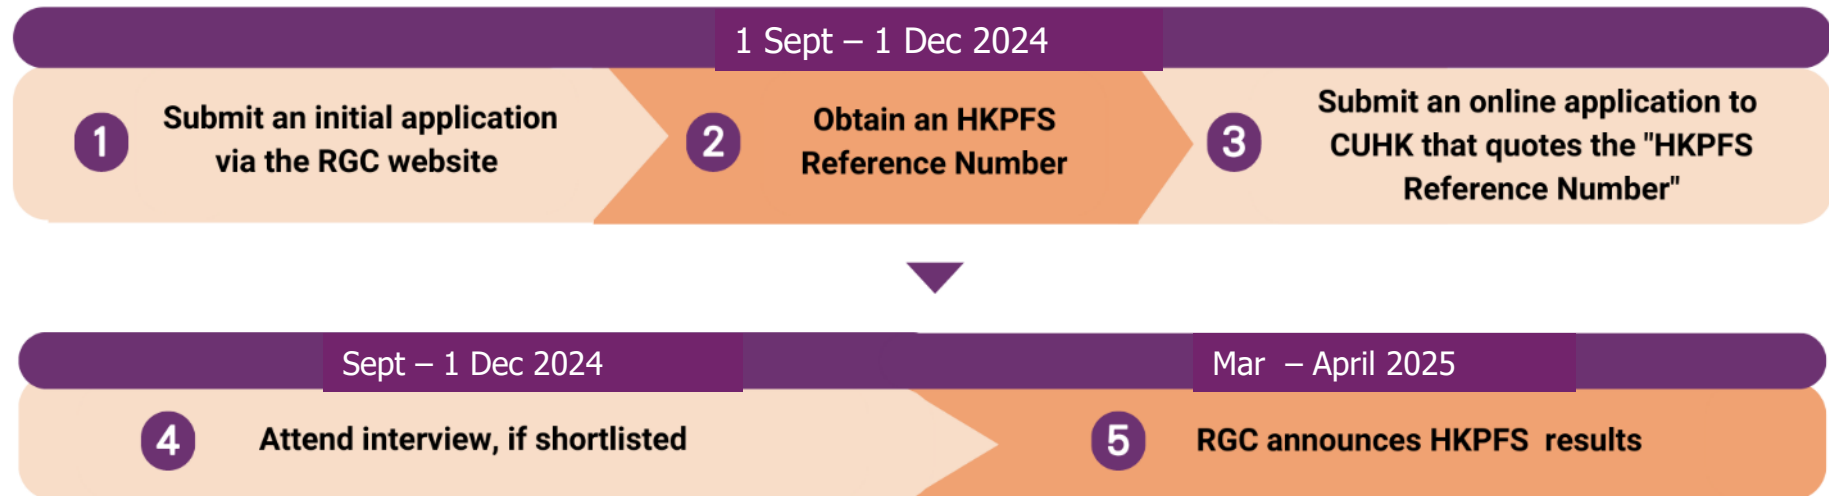 1 Sept – 1 Dec 2024
1
Submit an initial application
via the RGC website
2
Obtain an HKPFS
Reference Number
3
Submit an online application to
CUHK that quotes the "HKPFS
Reference Number"
Sept – 1 Dec 2024
Mar – April 2025
4
Attend interview, if shortlisted
5
RGC announces HKPFS results